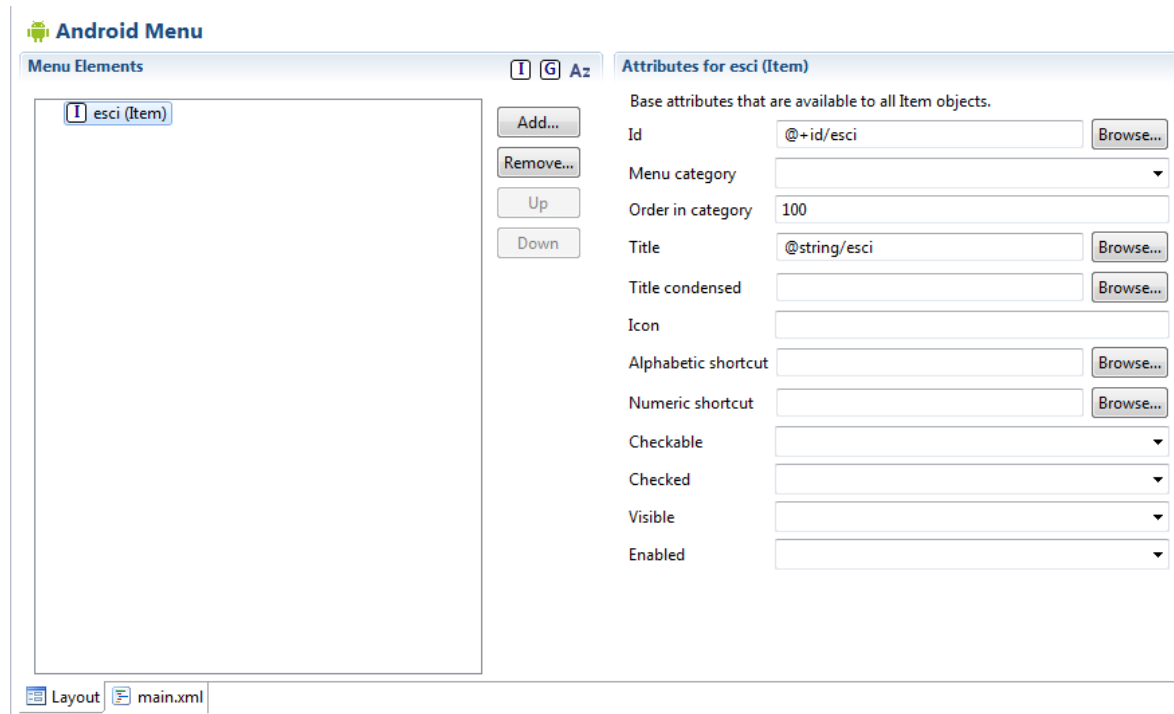 Android Menu
Menu Elements
I G Az
I esci (Item)
Add...
Remove...
Up
Down
Attributes for esci (Item)
Base attributes that are available to all Item objects.
Id @+id/esci Browse...
Menu category
Order in category 100
Title @string/esci Browse...
Title condensed Browse...
Icon
Alphabetic shortcut Browse...
Numeric shortcut Browse...
Checkable
Checked
Visible
Enabled
Layout main.xml